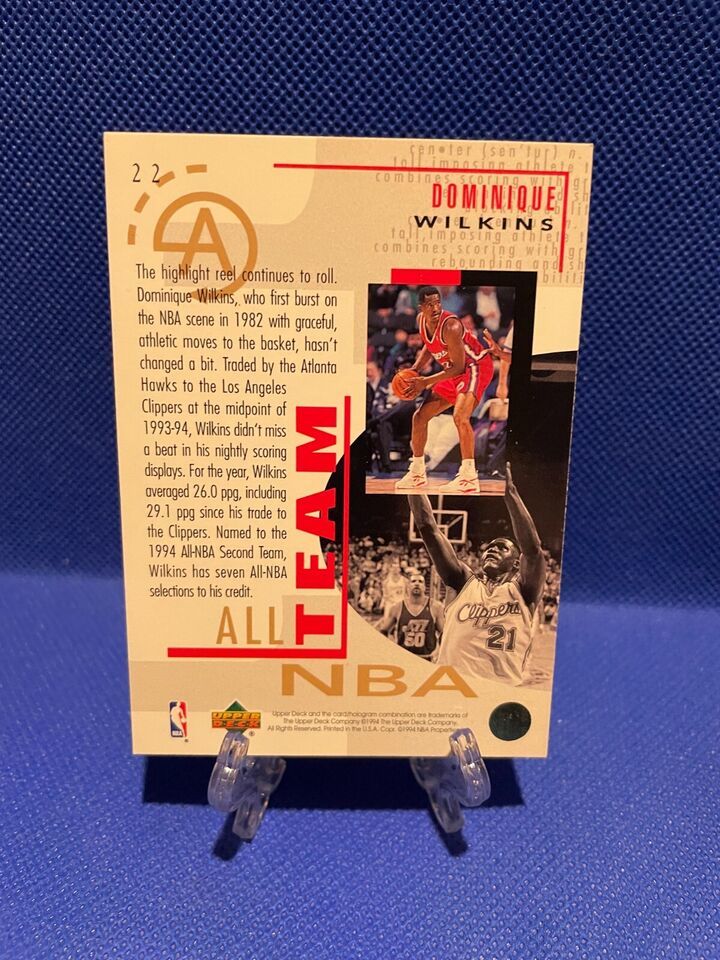 22
A
cen•ter (sen'tur) n.
tall, imposing athlete t
combines scoring with gr
DOMINIQUE
WILKINS
tall, imposing athlete t
combines scoring with gr
rebounding and sh
The highlight reel continues to roll.
Dominique Wilkins, who first burst on
the NBA scene in 1982 with graceful,
athletic moves to the basket, hasn't
changed a bit. Traded by the Atlanta
Hawks to the Los Angeles
Clippers at the midpoint of
1993-94, Wilkins didn't miss
a beat in his nightly scoring
displays. For the year, Wilkins
averaged 26.0 ppg, including
29.1 ppg since his trade to
the Clippers. Named to the
1994 All-NBA Second Team,
Wilkins has seven All-NBA
selections to his credit.
ALL
TEAM
NBA
Clippers
21
50
NBA
UPPER
DECK
®
Upper Deck and the card/hologram combination are trademarks of
The Upper Deck Company ©1994 The Upper Deck Company.
All Rights Reserved. Printed in the U.S.A. Copr. ©1994 NBA Properties